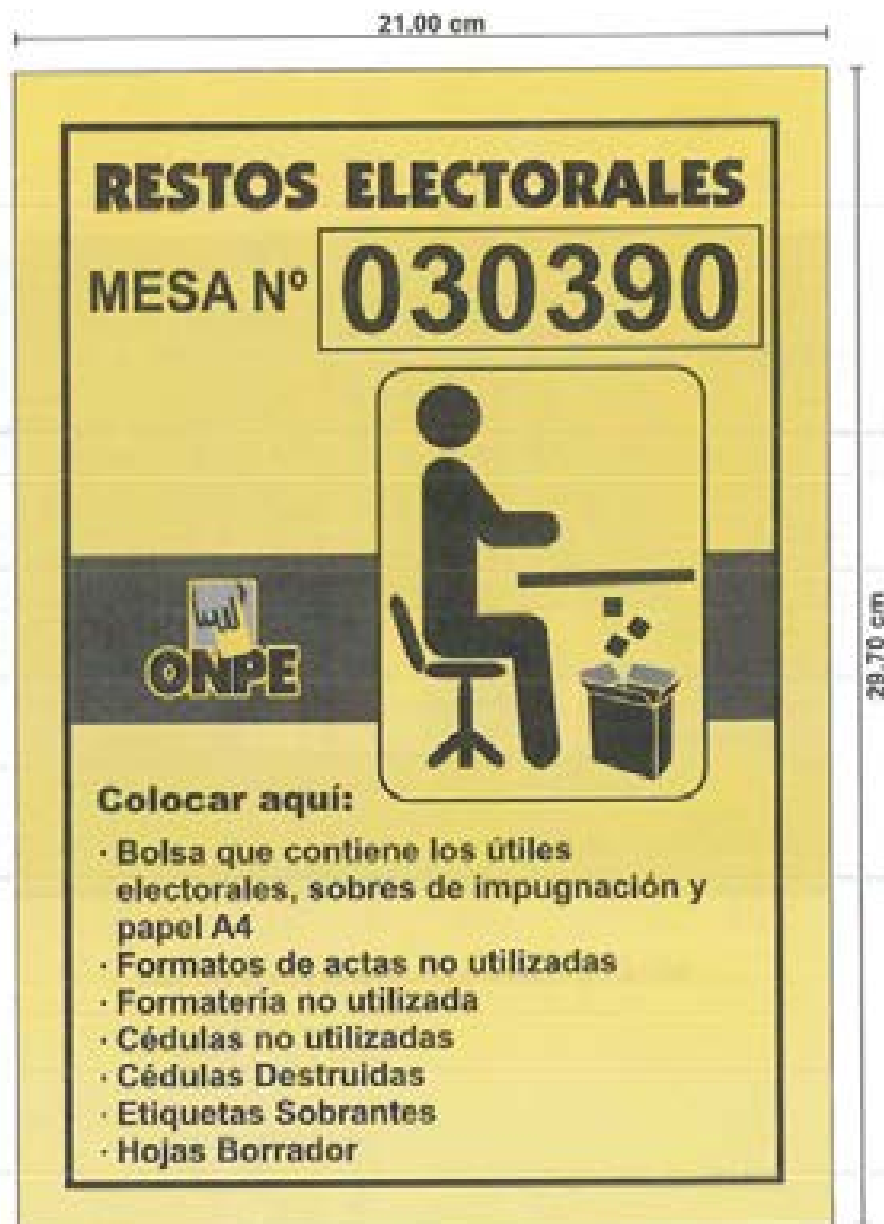 21.00 cm
RESTOS ELECTORALES
MESA Nº 030390
ONPE
29.70 cm
Colocar aquí:
· Bolsa que contiene los útiles
electorales, sobres de impugnación y
papel A4
· Formatos de actas no utilizadas
· Formatería no utilizada
· Cédulas no utilizadas
· Cédulas Destruidas
· Etiquetas Sobrantes
· Hojas Borrador